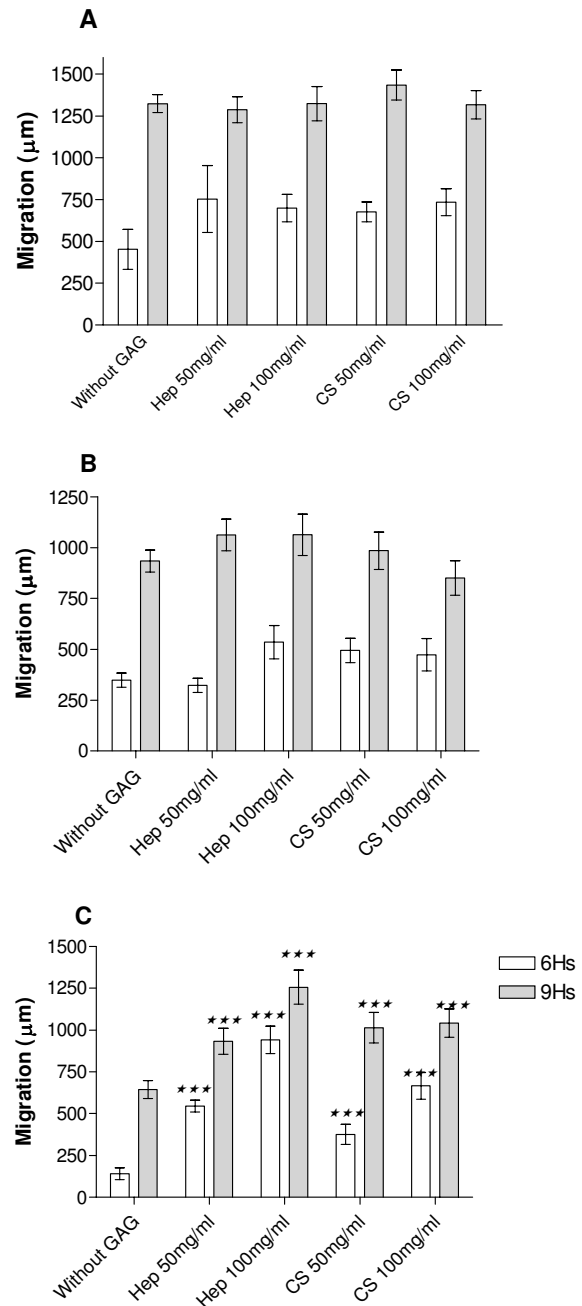 A
Migration (µm)
1500
1250
1000
750
500
250
0
Without GAG
Hep 50mg/ml
Hep 100mg/ml
CS 50mg/ml
CS 100mg/ml
B
Migration (µm)
1250
1000
750
500
250
0
Without GAG
Hep 50mg/ml
Hep 100mg/ml
CS 50mg/ml
CS 100mg/ml
C
Migration (µm)
1500
1250
1000
750
500
250
0
★★★ ★★★ ★★★ ★★★ ★★★ ★★★ ★★★ ★★★
Without GAG
Hep 50mg/ml
Hep 100mg/ml
CS 50mg/ml
CS 100mg/ml
6Hs
9Hs